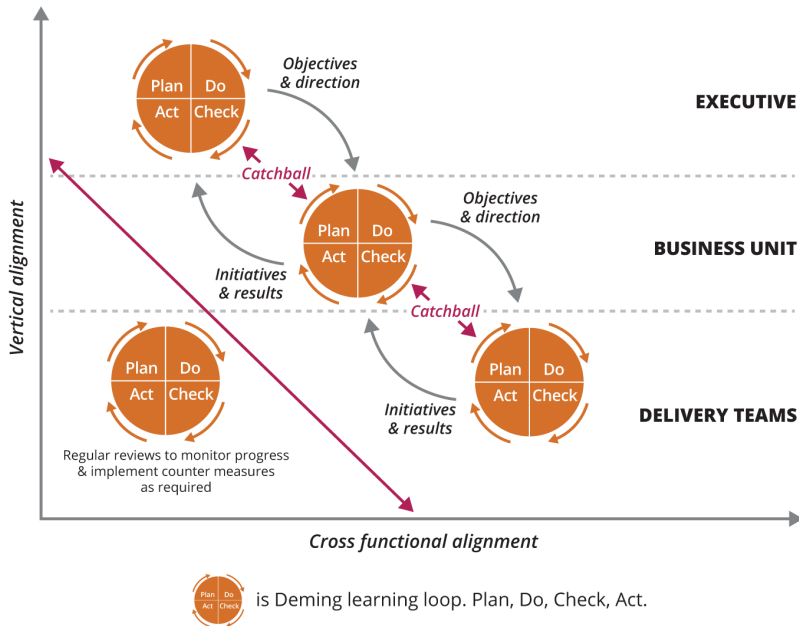 Plan Do
Act Check
Objectives
& direction
EXECUTIVE
Catchball
Vertical alignment
Plan Do
Act Check
Objectives
& direction
BUSINESS UNIT
Initiatives
& results
Catchball
Plan Do
Act Check
Plan Do
Act Check
Initiatives
& results
DELIVERY TEAMS
Regular reviews to monitor progress
& implement counter measures
as required
Cross functional alignment
Plan Do
Act Check
is Deming learning loop. Plan, Do, Check, Act.